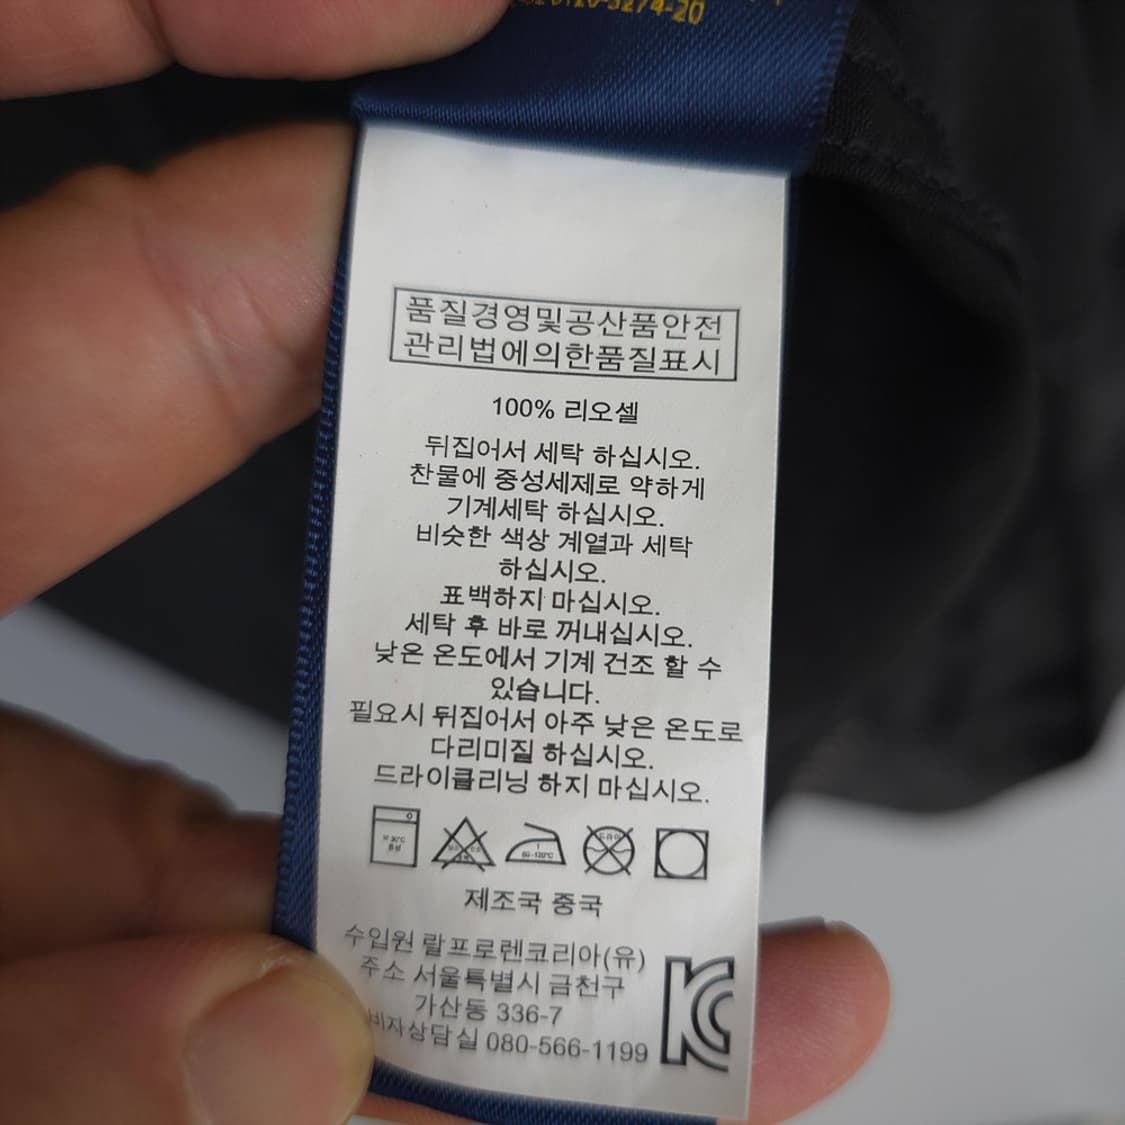 품질경영및공산품안전
관리법에의한품질표시
100% 리오셀
뒤집어서 세탁 하십시오.
찬물에 중성세제로 약하게
기계세탁 하십시오.
비슷한 색상 계열과 세탁
하십시오.
표백하지 마십시오.
세탁 후 바로 꺼내십시오.
낮은 온도에서 기계 건조 할 수
있습니다.
필요시 뒤집어서 아주 낮은 온도로
다리미질 하십시오.
드라이클리닝 하지 마십시오.
제조국 중국
수입원 랄프로렌코리아(유)
주소 서울특별시 금천구
가산동 336-7
비자상담실 080-566-1199